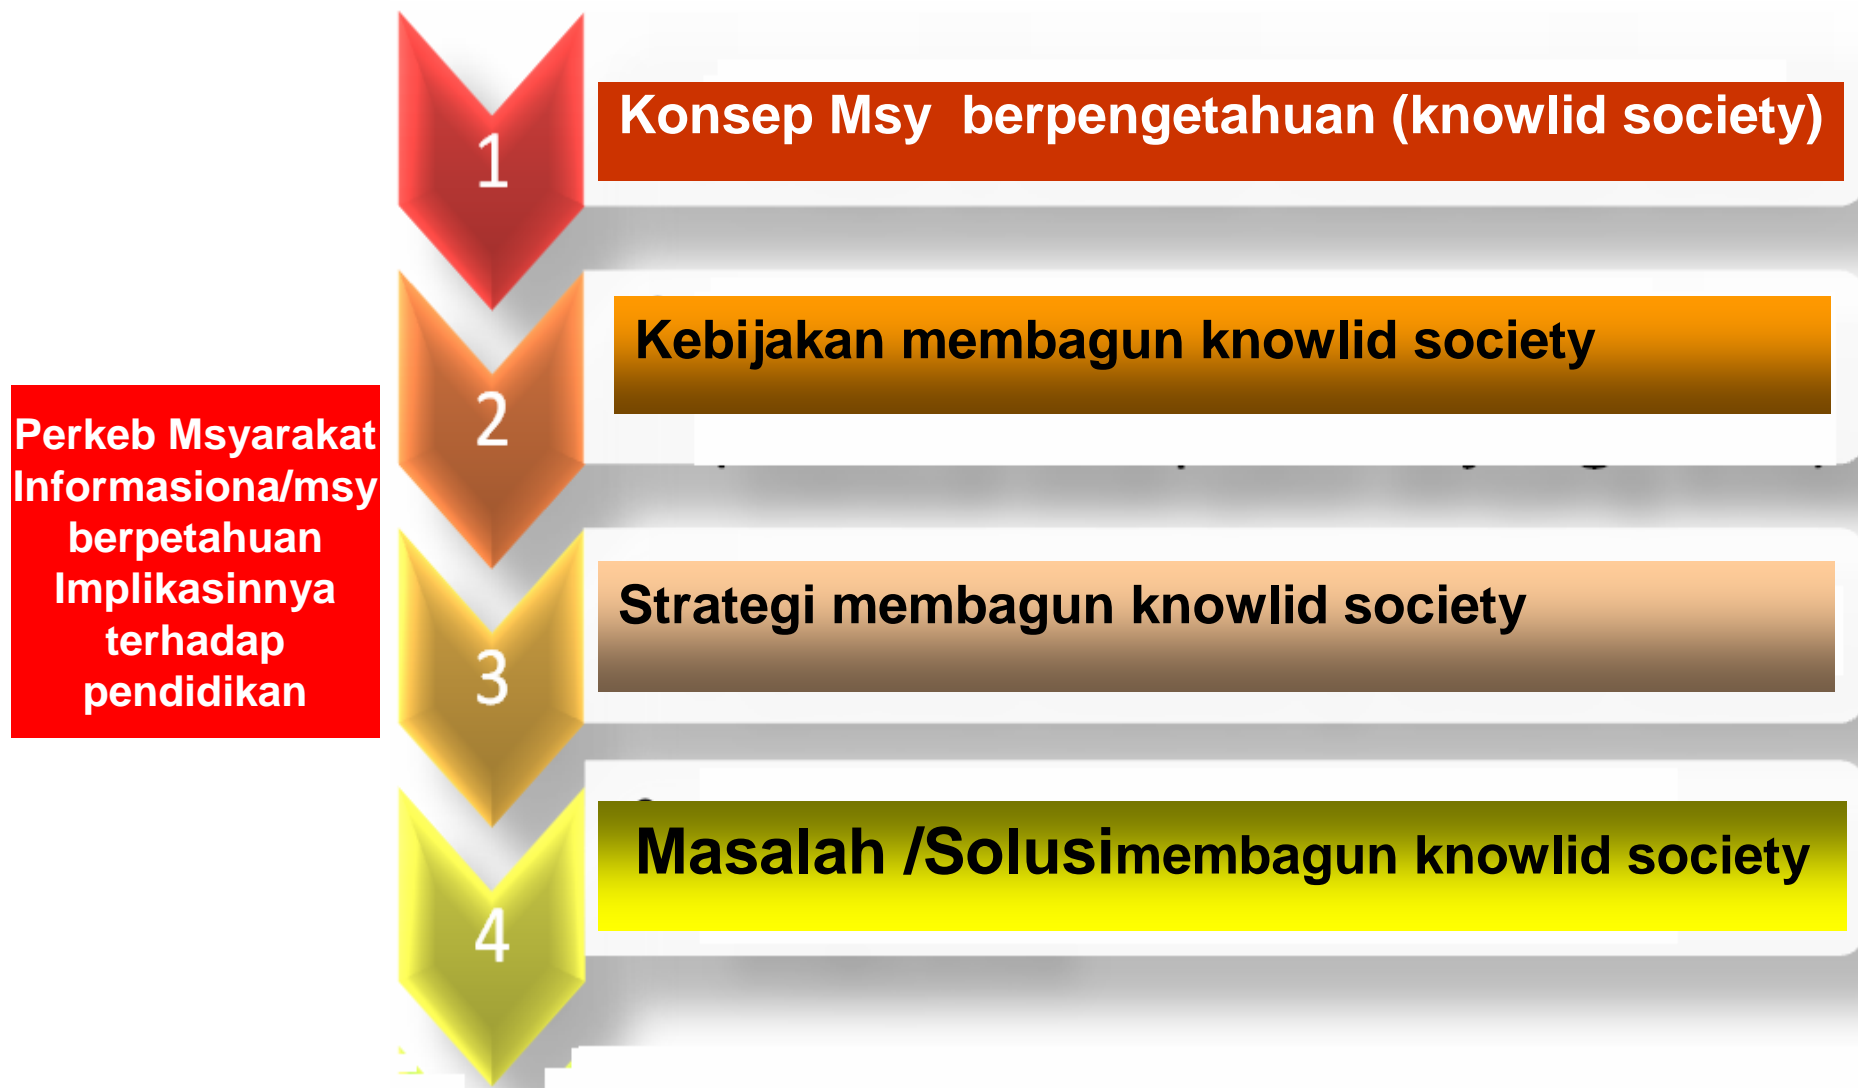 Perkeb Msyarakat
Informasiona/msy
berpetahuan
Implikasinnya
terhadap
pendidikan
1
Konsep Msy  berpengetahuan (knowlid society)
2
Kebijakan membagun knowlid society
3
Strategi membagun knowlid society
4
Masalah /Solusimembagun knowlid society